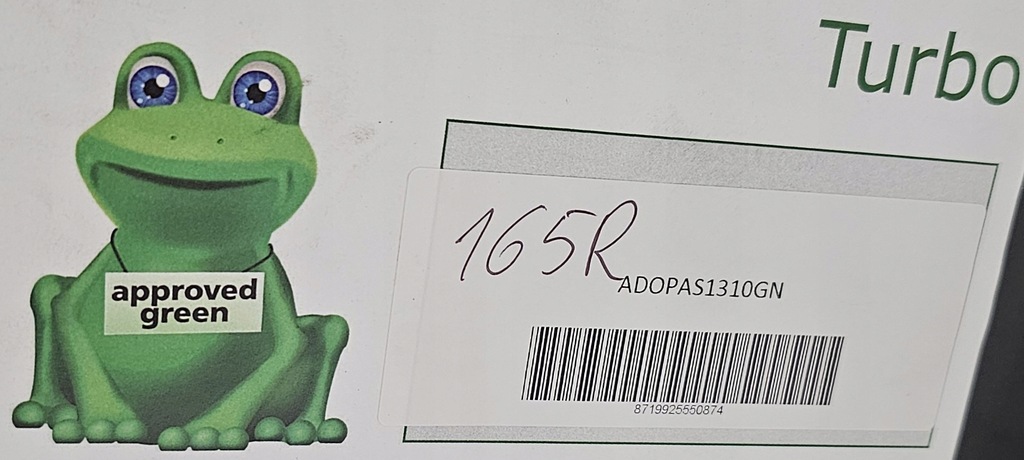 Turbo
165R
ADOPAS1310GN
8719925550874
approved
green